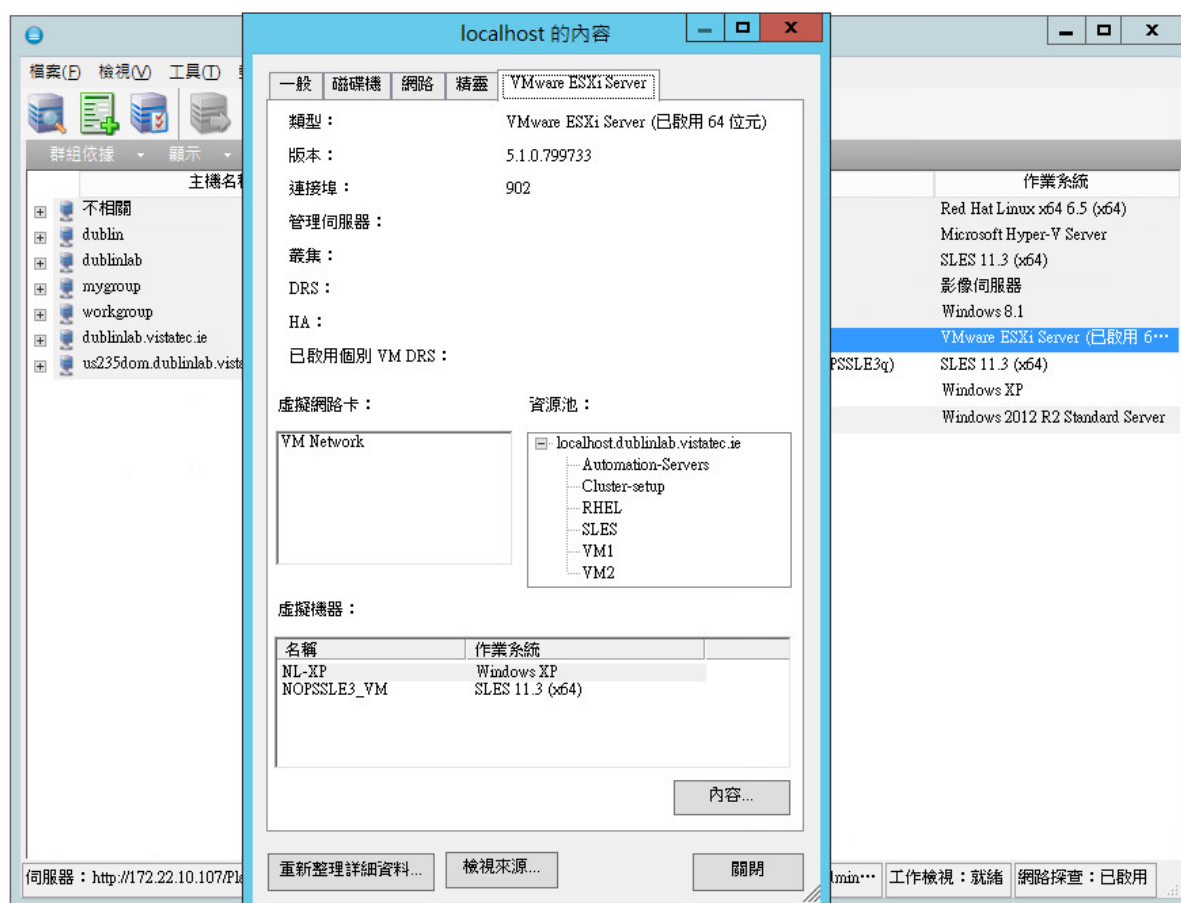 localhost 的內容
檔案(F) 檢視(V) 工具(T)
群組依據 顯示
一般 磁碟機 網路 精靈 VMware ESXi Server
類型： VMware ESXi Server (已啟用 64 位元)
版本： 5.1.0.799733
連接埠： 902
管理伺服器：
叢集：
DRS：
HA：
已啟用個別 VM DRS：
虛擬網路卡： 資源池：
VM Network
localhost.dublinlab.vistatec.ie
Automation-Servers
Cluster-setup
RHEL
SLES
VM1
VM2
虛擬機器：
名稱 作業系統
NL-XP Windows XP
NOPSSLE3_VM SLES 11.3 (x64)
內容...
重新整理詳細資料... 檢視來源... 關閉
主機名
不相關
dublin
dublinlab
mygroup
workgroup
dublinlab.vistatec.ie
us235dom.dublinlab.vista
作業系統
Red Hat Linux x64 6.5 (x64)
Microsoft Hyper-V Server
SLES 11.3 (x64)
影像伺服器
Windows 8.1
VMware ESXi Server (已啟用 6⋯
PSSLE3q) SLES 11.3 (x64)
Windows XP
Windows 2012 R2 Standard Server
伺服器：http://172.22.10.107/Pla
dmin⋯ 工作檢視：就緒 網路探查：已啟用